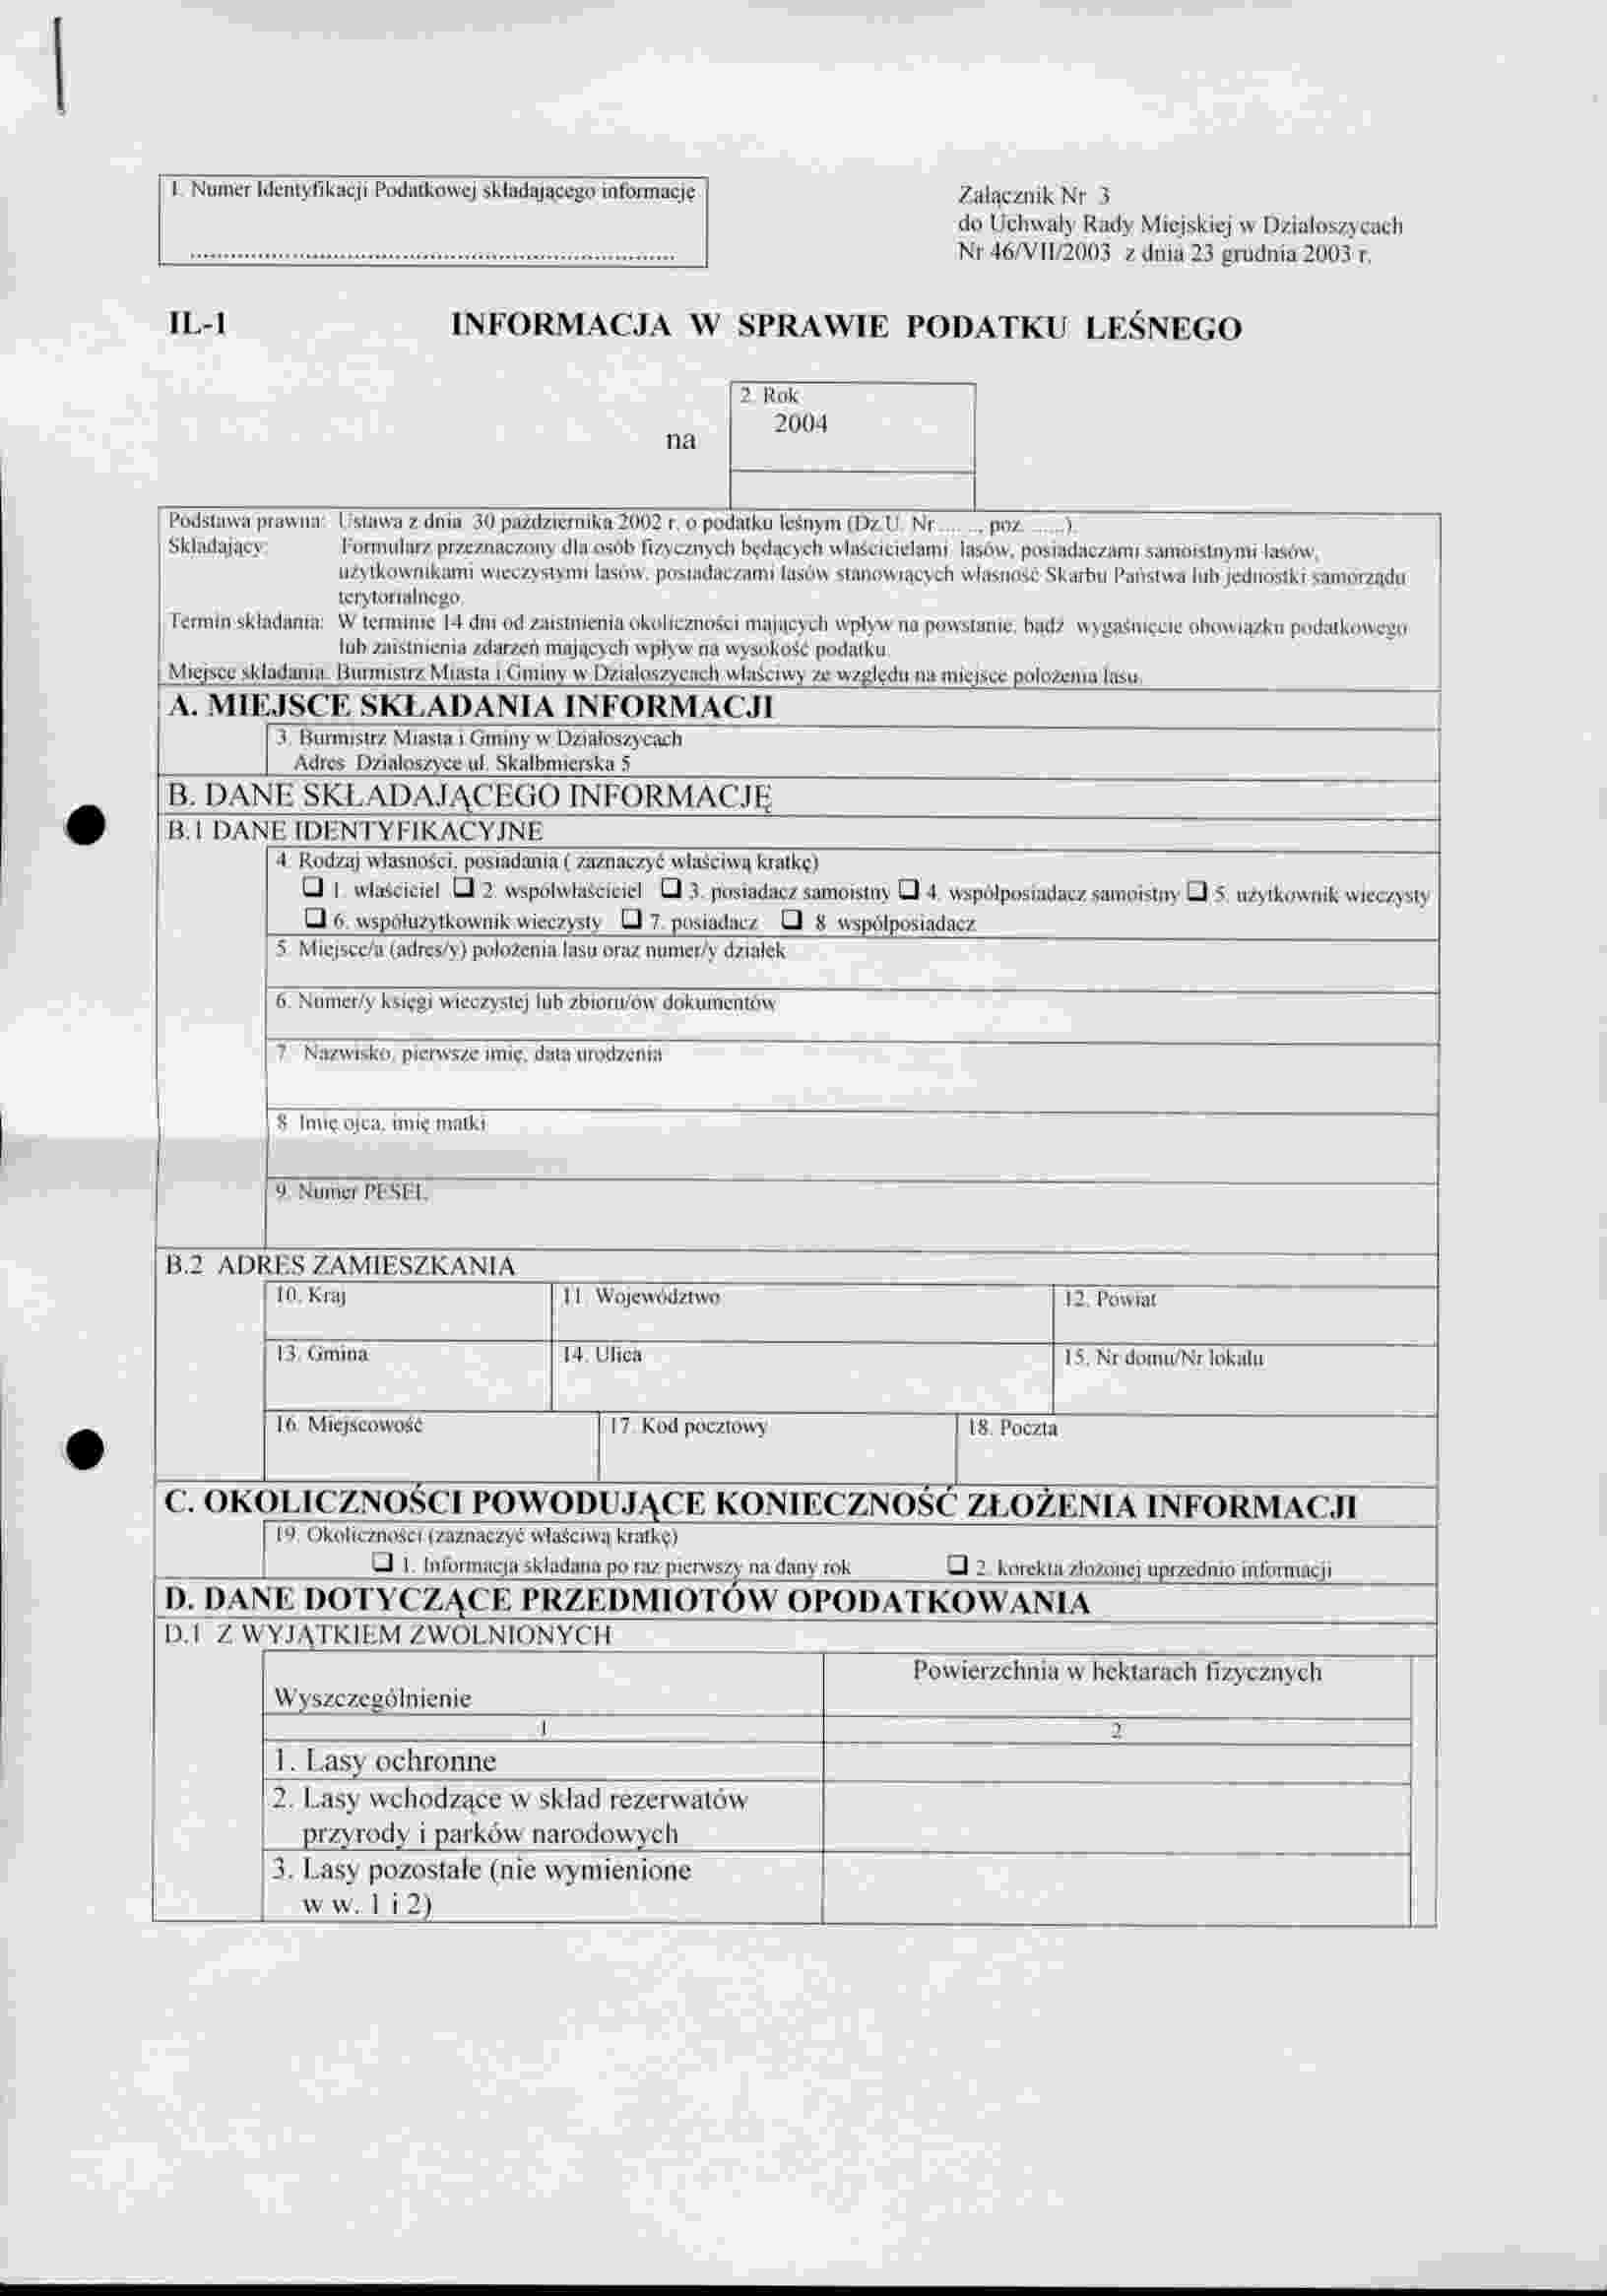 1. Numer Identyfikacji Podatkowej składającego informację
................................................................................
Załącznik Nr 3
do Uchwały Rady Miejskiej w Działoszycach
Nr 46/VII/2003 z dnia 23 grudnia 2003 r.
IL-1 INFORMACJA W SPRAWIE PODATKU LEŚNEGO
2. Rok
2004
na
Podstawa prawna: Ustawa z dnia 30 października 2002 r. o podatku leśnym (Dz.U. Nr ......, poz. ......)
Składający: Formularz przeznaczony dla osób fizycznych będących właścicielami lasów, posiadaczami samoistnymi lasów,
użytkownikami wieczystymi lasów, posiadaczami lasów stanowiących własność Skarbu Państwa lub jednostki samorządu
terytorialnego.
Termin składania: W terminie 14 dni od zaistnienia okoliczności mających wpływ na powstanie, bądź wygaśnięcie obowiązku podatkowego
lub zaistnienia zdarzeń mających wpływ na wysokość podatku.
Miejsce składania: Burmistrz Miasta i Gminy w Działoszycach właściwy ze względu na miejsce położenia lasu.
A. MIEJSCE SKŁADANIA INFORMACJI
3. Burmistrz Miasta i Gminy w Działoszycach
Adres Działoszyce ul. Skalbmierska 5
B. DANE SKŁADAJĄCEGO INFORMACJĘ
B.1 DANE IDENTYFIKACYJNE
4. Rodzaj własności, posiadania ( zaznaczyć właściwą kratkę)
❑ 1. właściciel ❑ 2. współwłaściciel ❑ 3. posiadacz samoistny ❑ 4. współposiadacz samoistny ❑ 5. użytkownik wieczysty
❑ 6. współużytkownik wieczysty ❑ 7. posiadacz ❑ 8 współposiadacz
5. Miejsce/a (adres/y) położenia lasu oraz numer/y działek
6. Numer/y księgi wieczystej lub zbioru/ów dokumentów
7. Nazwisko, pierwsze imię, data urodzenia
8. Imię ojca, imię matki
9. Numer PESEL
B.2 ADRES ZAMIESZKANIA
10. Kraj 11. Województwo 12. Powiat
13. Gmina 14. Ulica 15. Nr domu/Nr lokalu
16. Miejscowość 17. Kod pocztowy 18. Poczta
C. OKOLICZNOŚCI POWODUJĄCE KONIECZNOŚĆ ZŁOŻENIA INFORMACJI
19. Okoliczności (zaznaczyć właściwą kratkę)
❑ 1. Informacja składana po raz pierwszy na dany rok ❑ 2. korekta złożonej uprzednio informacji
D. DANE DOTYCZĄCE PRZEDMIOTÓW OPODATKOWANIA
D.1 Z WYJĄTKIEM ZWOLNIONYCH
Powierzchnia w hektarach fizycznych
Wyszczególnienie
1 2
1. Lasy ochronne
2. Lasy wchodzące w skład rezerwatów
przyrody i parków narodowych
3. Lasy pozostałe (nie wymienione
w w. 1 i 2)